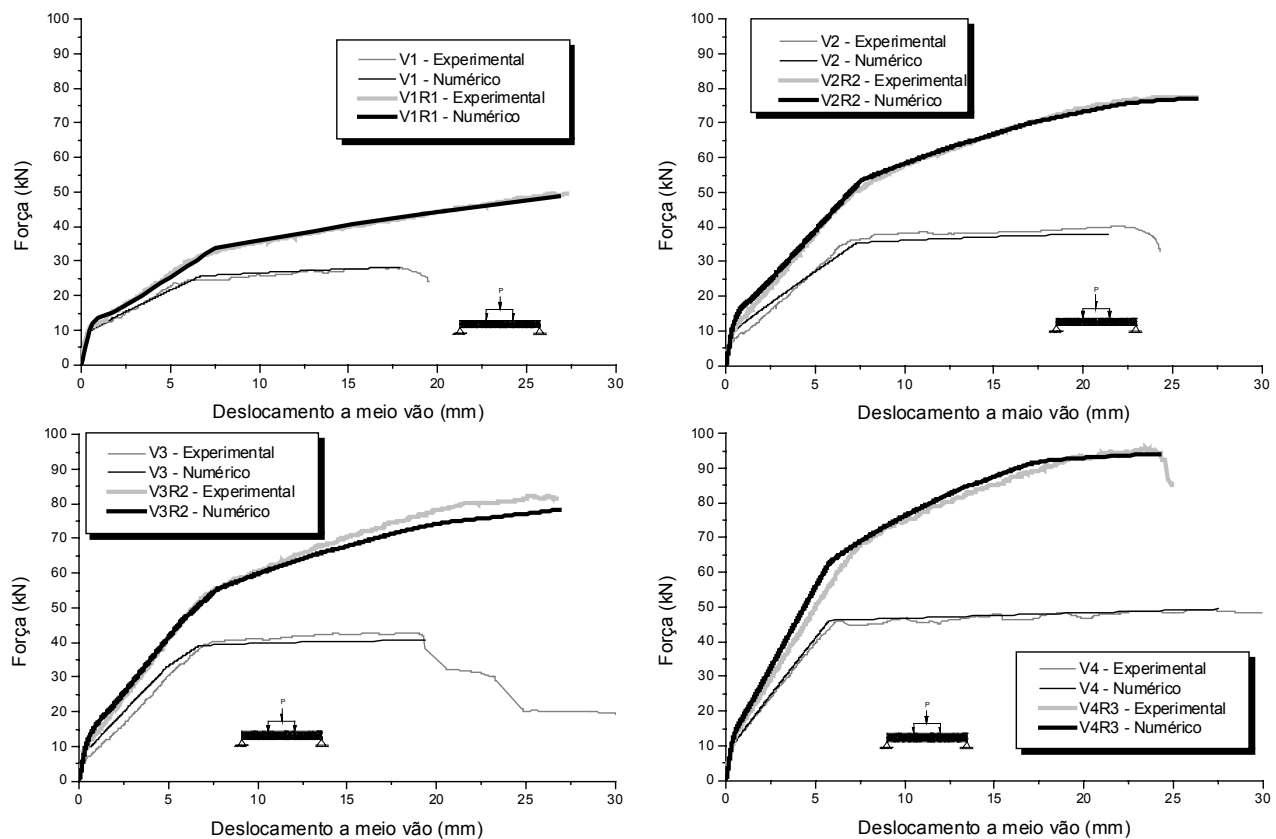 V1 - Experimental
V1 - Numérico
V1R1 - Experimental
V1R1 - Numérico
Força (kN)
100
90
80
70
60
50
40
30
20
10
0
P
0
5
10
15
20
25
30
Deslocamento a meio vão (mm)
V2 - Experimental
V2 - Numérico
V2R2 - Experimental
V2R2 - Numérico
Força (kN)
100
90
80
70
60
50
40
30
20
10
0
P
0
5
10
15
20
25
30
Deslocamento a maio vão (mm)
V3 - Experimental
V3 - Numérico
V3R2 - Experimental
V3R2 - Numérico
Força (kN)
100
90
80
70
60
50
40
30
20
10
0
P
0
5
10
15
20
25
30
Deslocamento a meio vão (mm)
Força (kN)
100
90
80
70
60
50
40
30
20
10
0
V4 - Experimental
V4 - Numérico
V4R3 - Experimental
V4R3 - Numérico
P
0
5
10
15
20
25
30
Deslocamento a meio vão (mm)